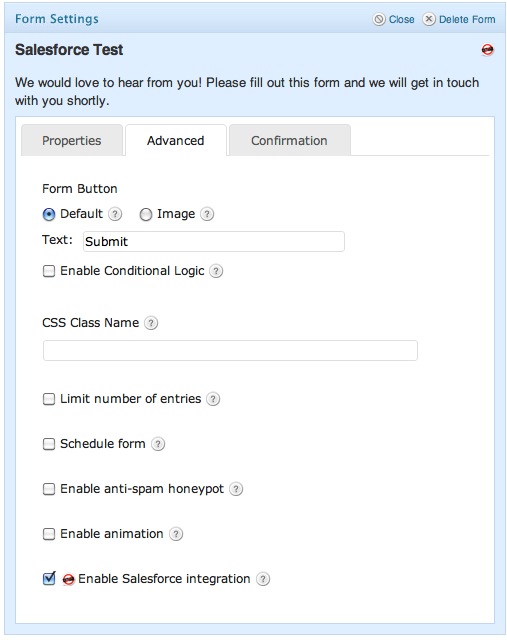 Form Settings
Close Delete Form
Salesforce Test
We would love to hear from you! Please fill out this form and we will get in touch
with you shortly.
Properties Advanced Confirmation
Form Button
Default ? Image ?
Text: Submit
Enable Conditional Logic ?
CSS Class Name ?
Limit number of entries ?
Schedule form ?
Enable anti-spam honeypot ?
Enable animation ?
Enable Salesforce integration ?